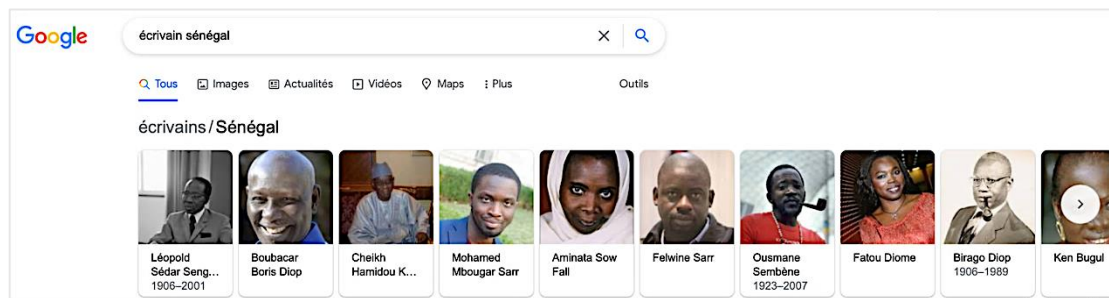 Google
écrivain sénégal
Tous Images Actualités Vidéos Maps Plus Outils
écrivains/Sénégal
Léopold
Sédar Seng...
1906–2001
Boubacar
Boris Diop
Cheikh
Hamidou K...
Mohamed
Mbougar Sarr
Aminata Sow
Fall
Felwine Sarr
Ousmane
Sembène
1923–2007
Fatou Diome
Birago Diop
1906–1989
Ken Bugul